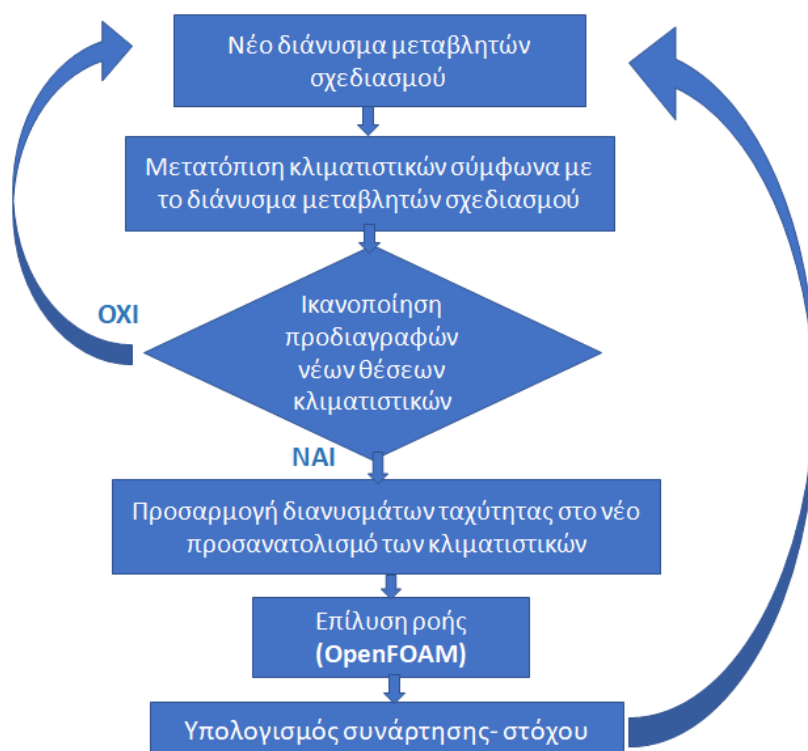 Νέο διάνυσμα μεταβλητών
σχεδιασμού
Μετατόπιση κλιματιστικών σύμφωνα με
το διάνυσμα μεταβλητών σχεδιασμού
Ικανοποίηση
προδιαγραφών
νέων θέσεων
κλιματιστικών
ΟΧΙ
ΝΑΙ
Προσαρμογή διανυσμάτων ταχύτητας στο νέο
προσανατολισμό των κλιματιστικών
Επίλυση ροής
(OpenFOAM)
Υπολογισμός συνάρτησης- στόχου